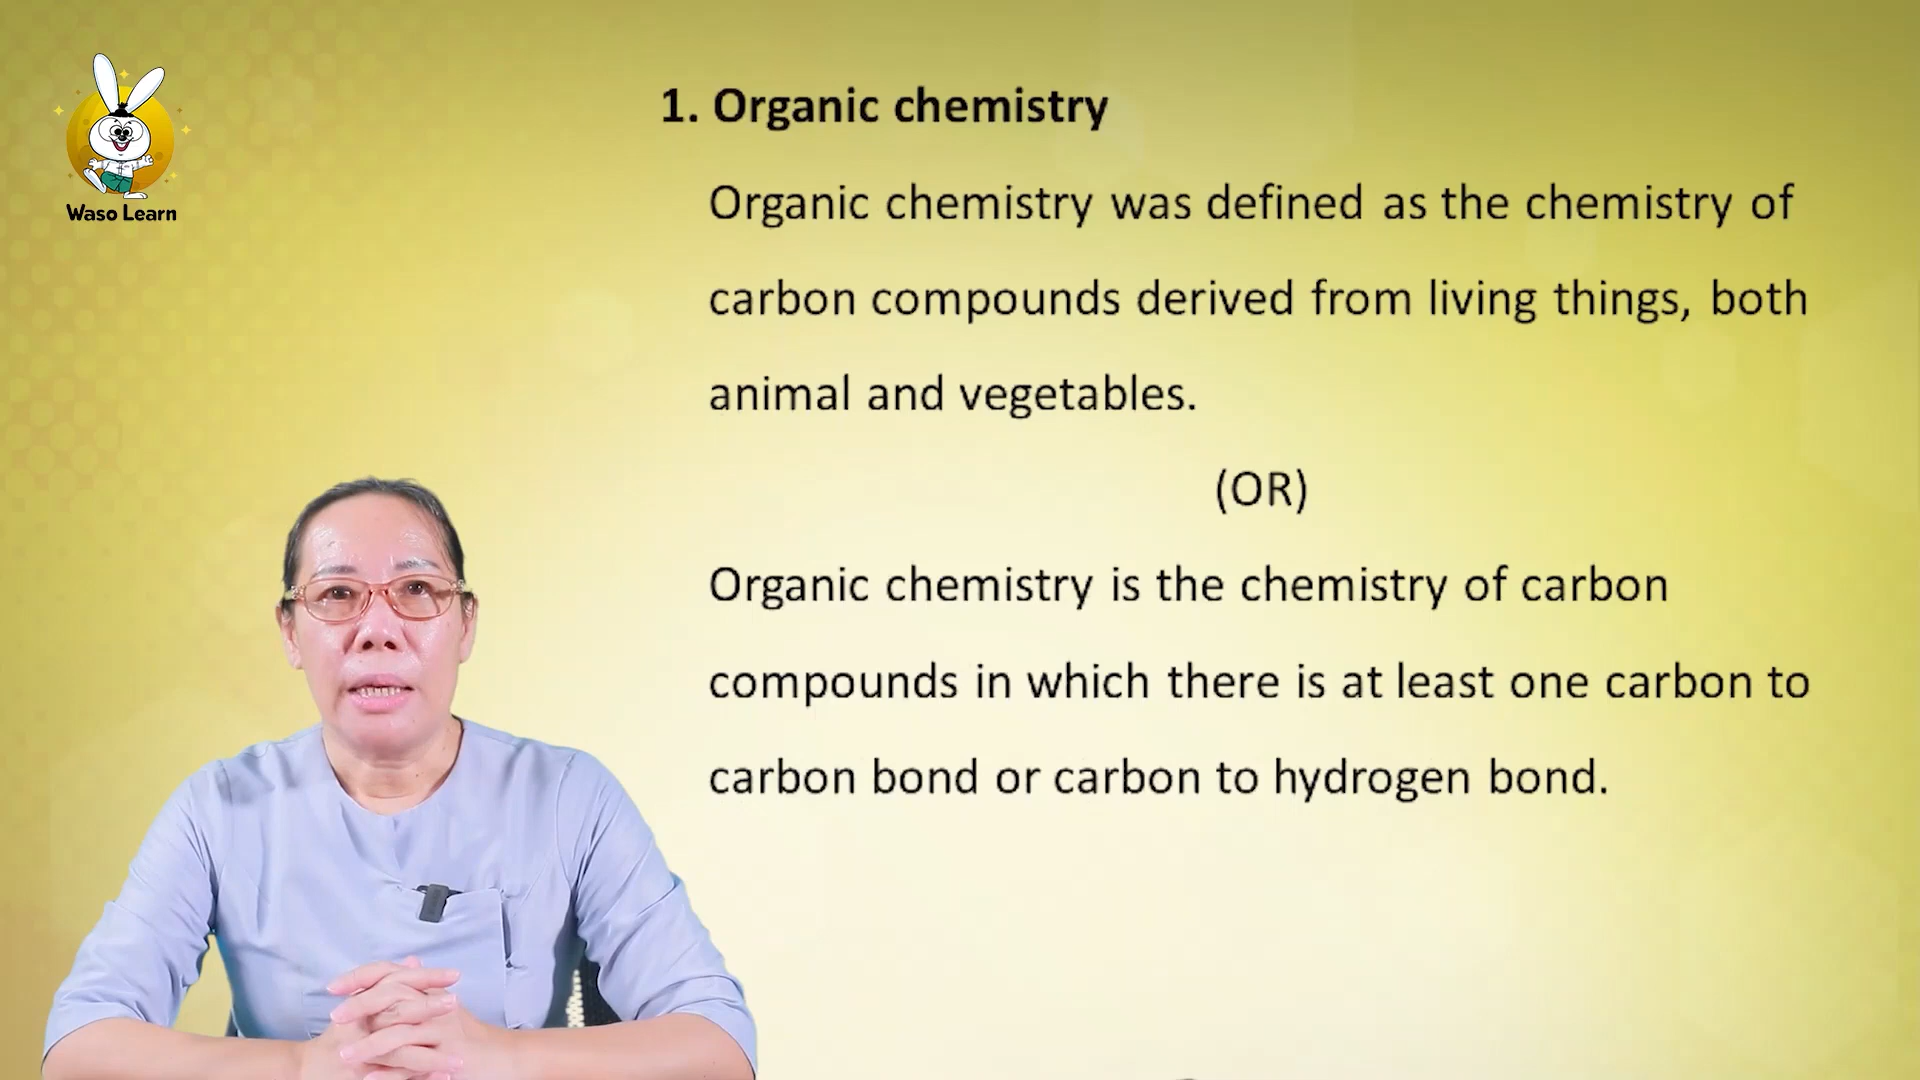 Waso Learn
1. Organic chemistry
Organic chemistry was defined as the chemistry of
carbon compounds derived from living things, both
animal and vegetables.
(OR)
Organic chemistry is the chemistry of carbon
compounds in which there is at least one carbon to
carbon bond or carbon to hydrogen bond.